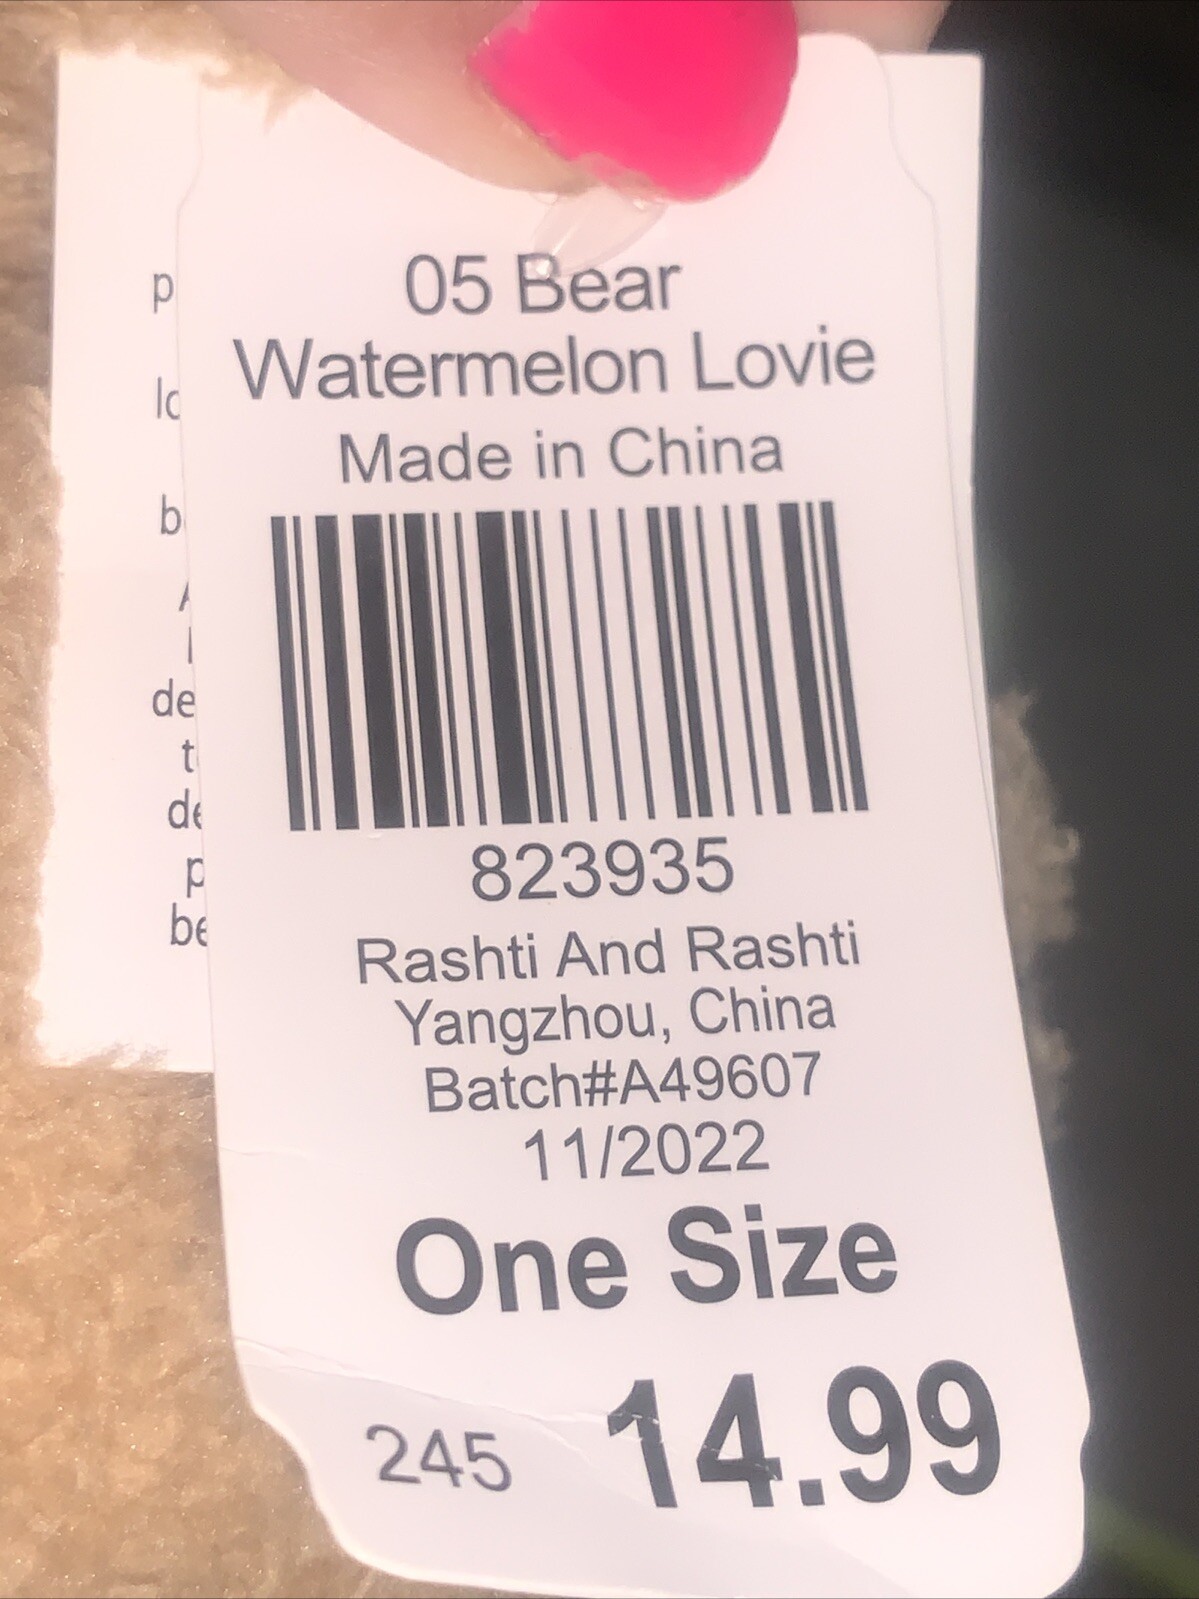 05 Bear
Watermelon Lovie
Made in China
823935
Rashti And Rashti
Yangzhou, China
Batch#A49607
11/2022
One Size
245 14.99